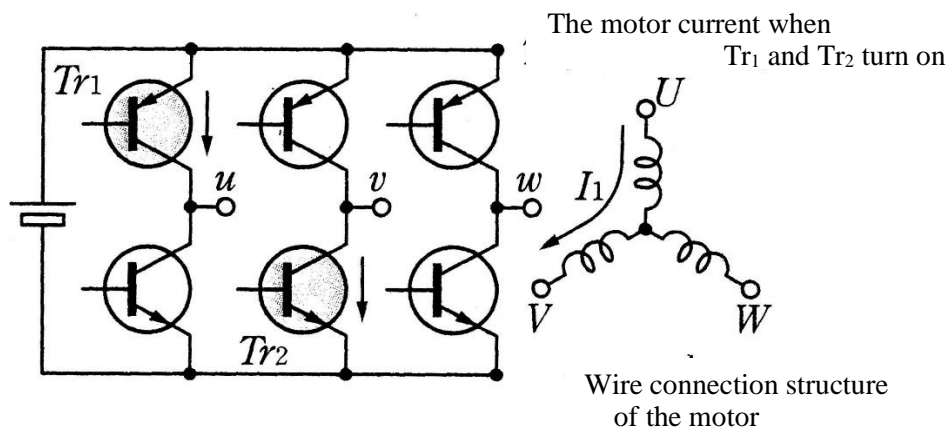 The motor current when
Tr₁ and Tr₂ turn on
Tr1
U
u
v
w
I1
V
W
Tr2
Wire connection structure
of the motor